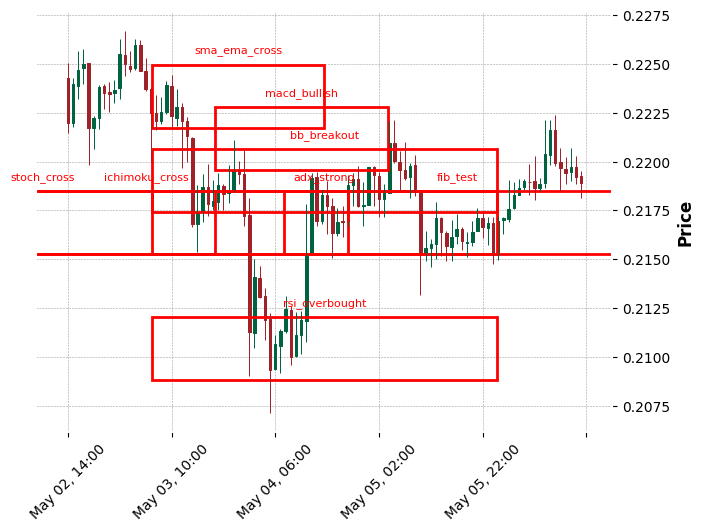 0.2275
0.2250
0.2225
0.2200
0.2175
0.2150
0.2125
0.2100
0.2075
Price
sma_ema_cross
macd_bullish
bb_breakout
stoch_cross
ichimoku_cross
adx_strong
fib_test
rsi_overbought
May 02, 14:00
May 03, 10:00
May 04, 06:00
May 05, 02:00
May 05, 22:00